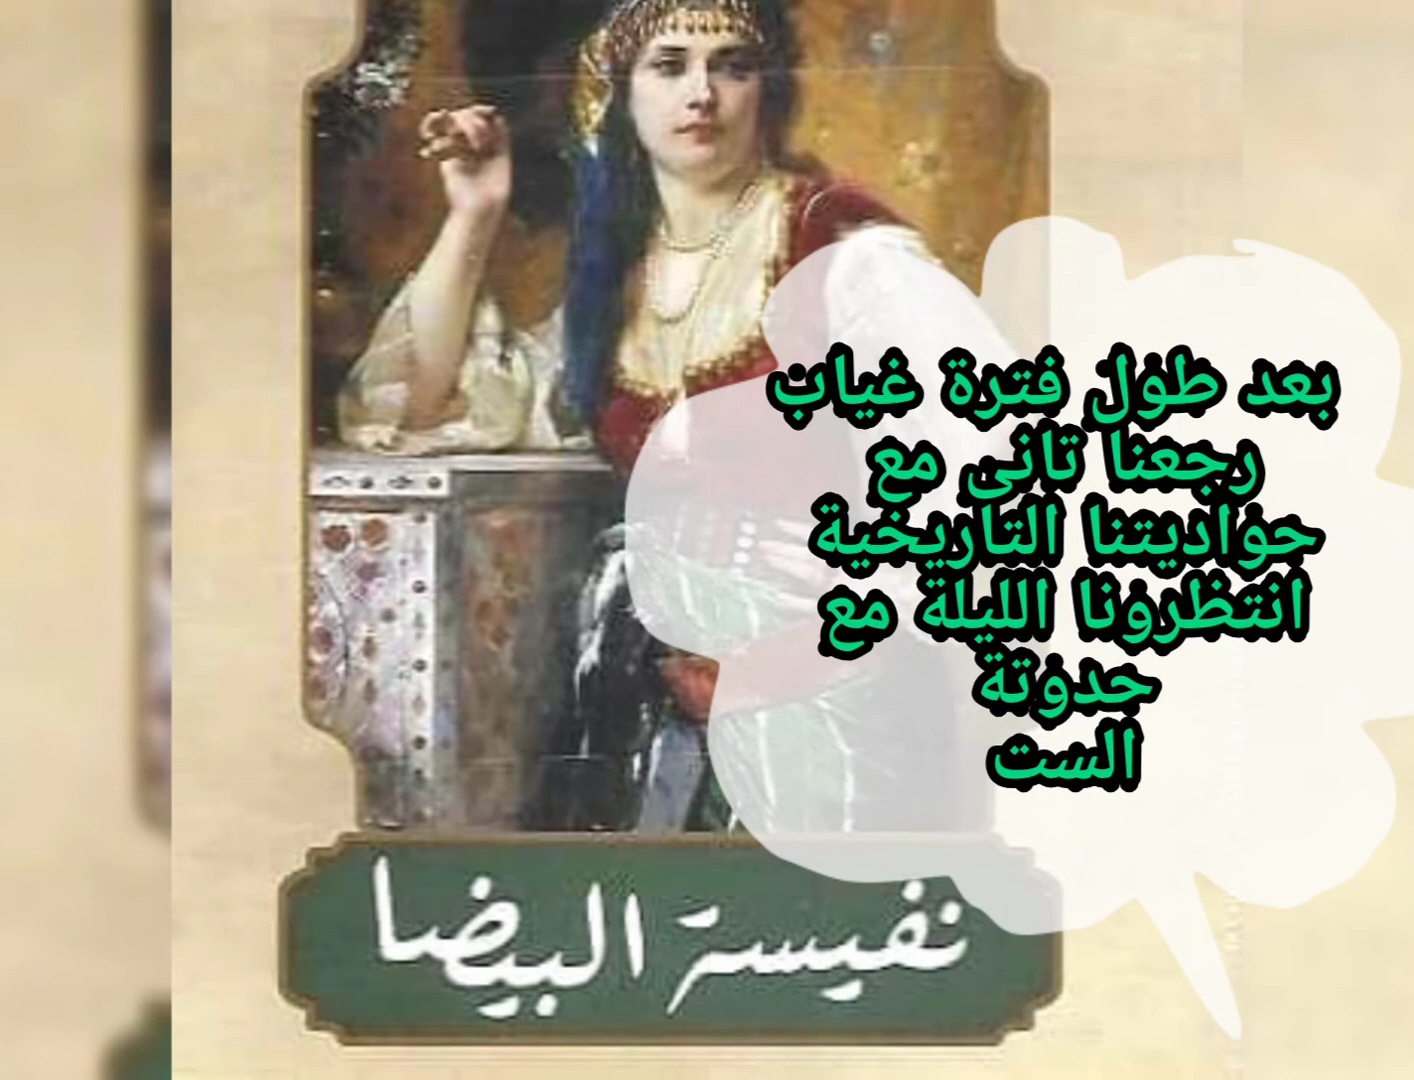 بعد طول فترة غياب
رجعنا تانى مع
حواديتنا التاريخية
انتظرونا الليلة مع
حدوتة
الست
نفيسة البيضا